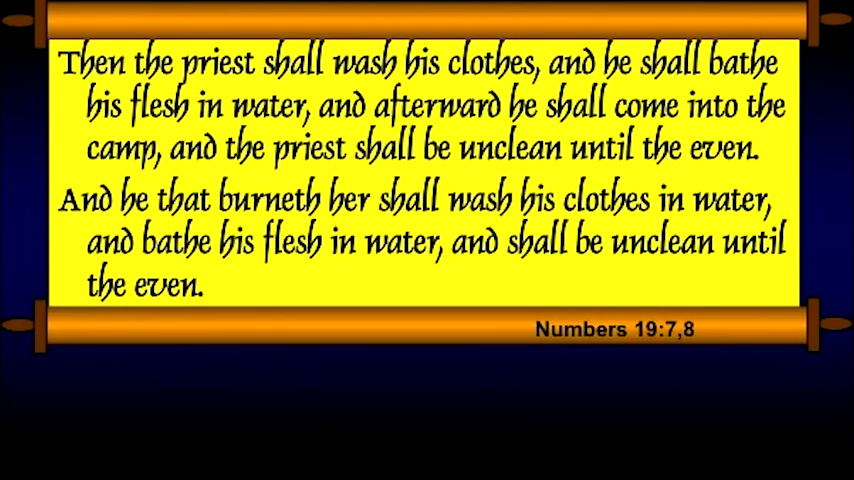 Then the priest shall wash his clothes, and he shall bathe
his flesh in water, and afterward he shall come into the
camp, and the priest shall be unclean until the even.
And he that burneth her shall wash his clothes in water,
and bathe his flesh in water, and shall be unclean until
the even.
Numbers 19:7,8